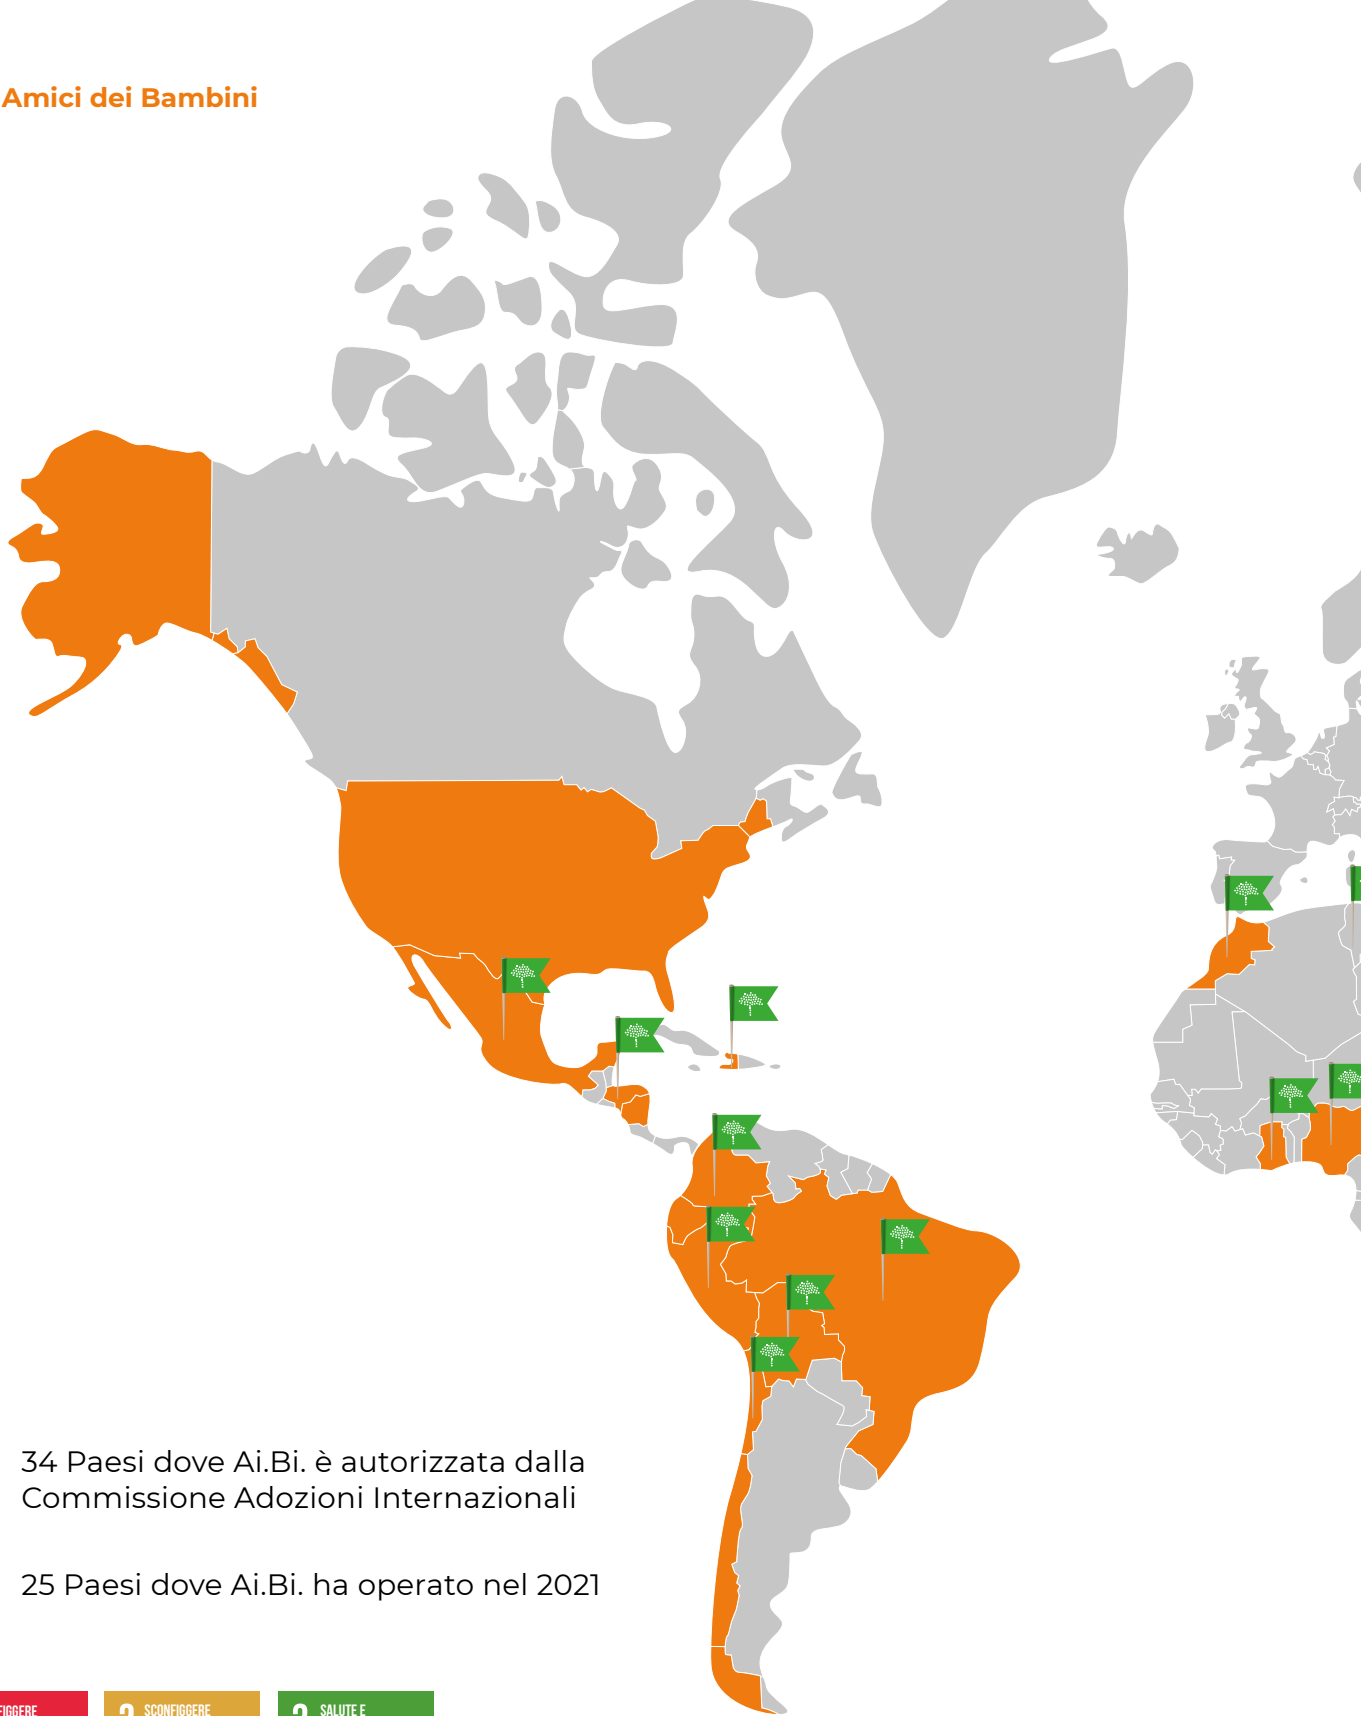 Amici dei Bambini
34 Paesi dove Ai.Bi. è autorizzata dalla
Commissione Adozioni Internazionali
25 Paesi dove Ai.Bi. ha operato nel 2021
SCONFIGGERE
SALUTE E